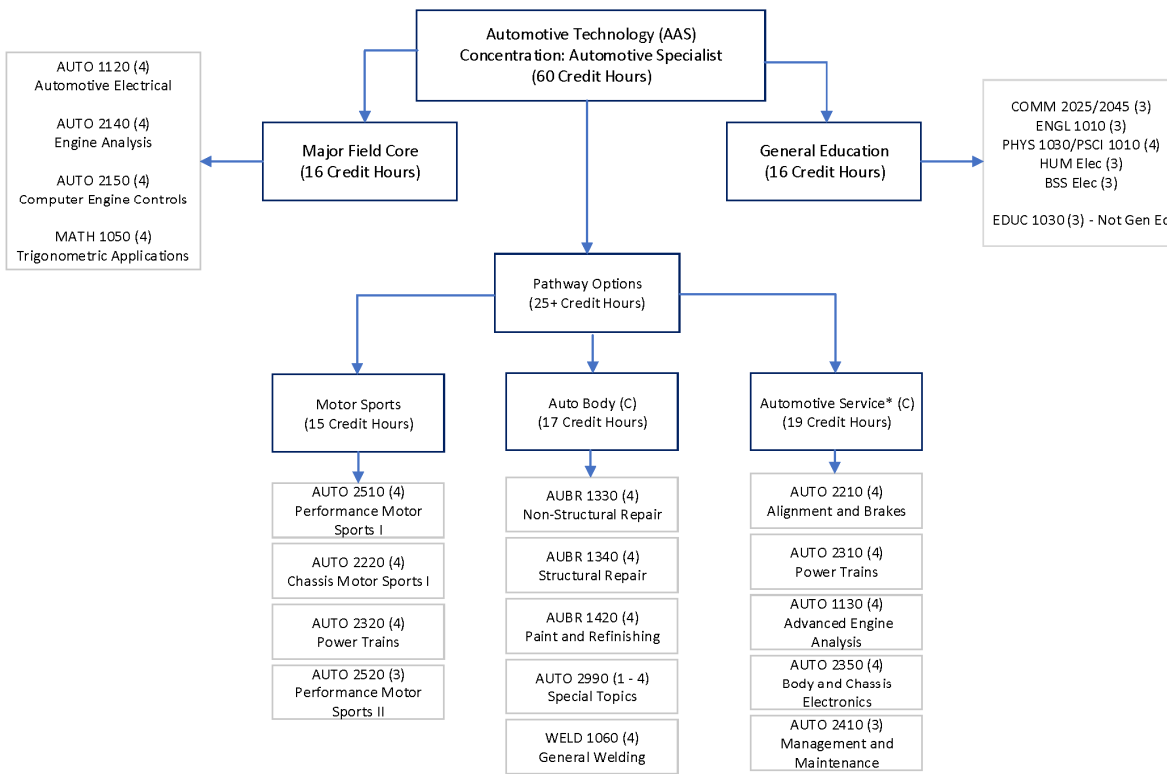 Automotive Technology (AAS)
Concentration: Automotive Specialist
(60 Credit Hours)
AUTO 1120 (4)
Automotive Electrical
AUTO 2140 (4)
Engine Analysis
AUTO 2150 (4)
Computer Engine Controls
MATH 1050 (4)
Trigonometric Applications
Major Field Core
(16 Credit Hours)
General Education
(16 Credit Hours)
COMM 2025/2045 (3)
ENGL 1010 (3)
PHYS 1030/PSCI 1010 (4)
HUM Elec (3)
BSS Elec (3)
EDUC 1030 (3) - Not Gen Ed
Pathway Options
(25+ Credit Hours)
Motor Sports
(15 Credit Hours)
AUTO 2510 (4)
Performance Motor
Sports I
AUTO 2220 (4)
Chassis Motor Sports I
AUTO 2320 (4)
Power Trains
AUTO 2520 (3)
Performance Motor
Sports II
Auto Body (C)
(17 Credit Hours)
AUBR 1330 (4)
Non-Structural Repair
AUBR 1340 (4)
Structural Repair
AUBR 1420 (4)
Paint and Refinishing
AUTO 2990 (1 - 4)
Special Topics
WELD 1060 (4)
General Welding
Automotive Service* (C)
(19 Credit Hours)
AUTO 2210 (4)
Alignment and Brakes
AUTO 2310 (4)
Power Trains
AUTO 1130 (4)
Advanced Engine
Analysis
AUTO 2350 (4)
Body and Chassis
Electronics
AUTO 2410 (3)
Management and
Maintenance